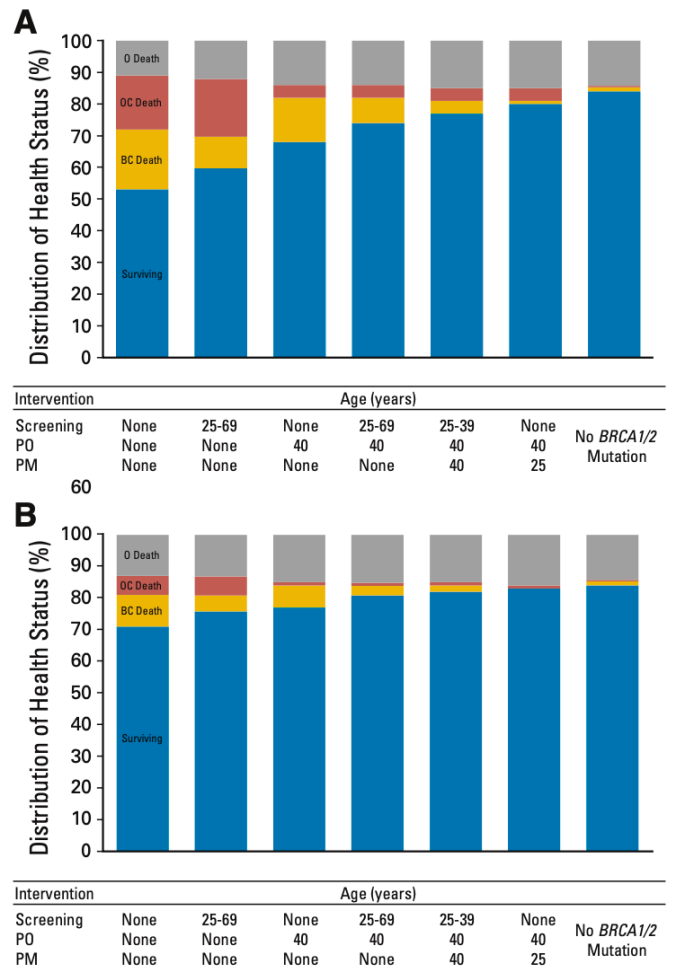 A
Distribution of Health Status (%)
100
90
80
70
60
50
40
30
20
10
0
O Death
OC Death
BC Death
Surviving
Intervention Age (years)
Screening None 25-69 None 25-69 25-39 None
PO None None 40 40 40 40
PM None None None None 40 25
No BRCA1/2
Mutation
60
B
Distribution of Health Status (%)
100
90
80
70
60
50
40
30
20
10
0
O Death
OC Death
BC Death
Surviving
Intervention Age (years)
Screening None 25-69 None 25-69 25-39 None
PO None None 40 40 40 40
PM None None None None 40 25
No BRCA1/2
Mutation